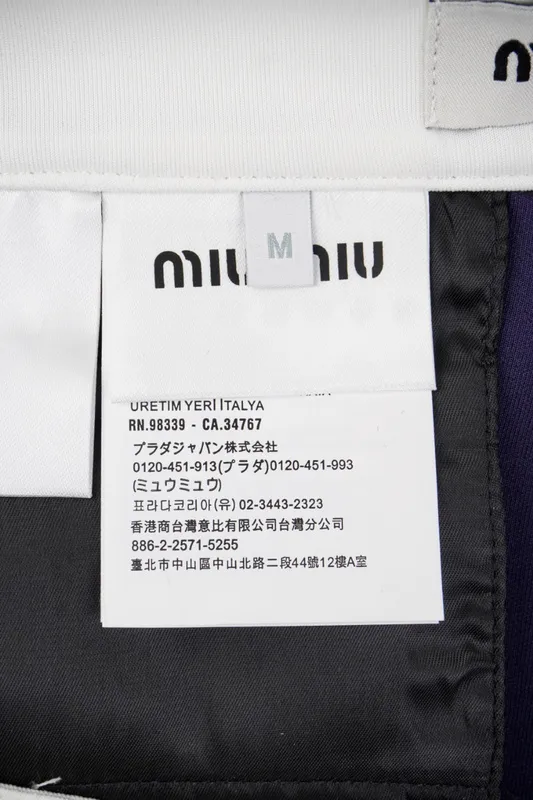 M
URETIM YERI ITALYA
RN.98339 - CA.34767
プラダジャパン株式会社
0120-451-913(プラダ)0120-451-993
(ミュウミュウ)
프라다코리아(유) 02-3443-2323
香港商台灣意比有限公司台灣分公司
886-2-2571-5255
臺北市中山區中山北路二段44號12樓A室